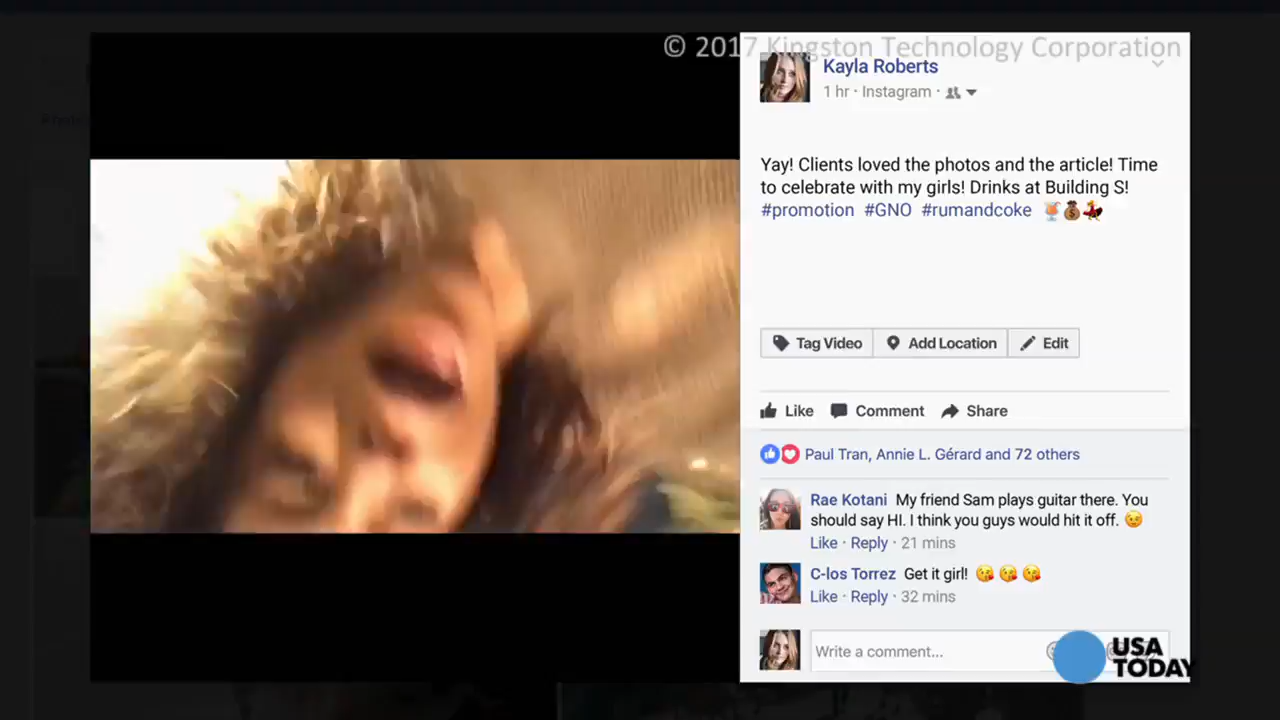 © 2017 Kingston Technology Corporation
Kayla Roberts
1 hr · Instagram ·
Yay! Clients loved the photos and the article! Time
to celebrate with my girls! Drinks at Building S!
#promotion #GNO #rumandcoke 🍹💰💃
Tag Video
Add Location
Edit
Like
Comment
Share
Paul Tran, Annie L. Gérard and 72 others
Rae Kotani My friend Sam plays guitar there. You
should say HI. I think you guys would hit it off. 😉
Like · Reply · 21 mins
C-los Torrez Get it girl! 😘 😘 😘
Like · Reply · 32 mins
Write a comment...
USA
TODAY